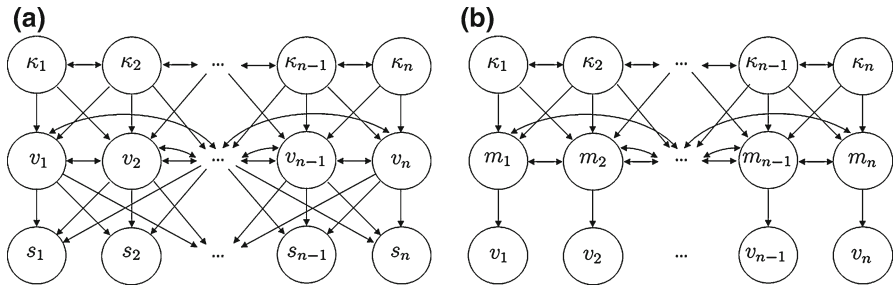 (a)
κ₁ κ₂ ... κₙ₋₁ κₙ
v₁ v₂ ... vₙ₋₁ vₙ
s₁ s₂ ... sₙ₋₁ sₙ
(b)
κ₁ κ₂ ... κₙ₋₁ κₙ
m₁ m₂ ... mₙ₋₁ mₙ
v₁ v₂ ... vₙ₋₁ vₙ